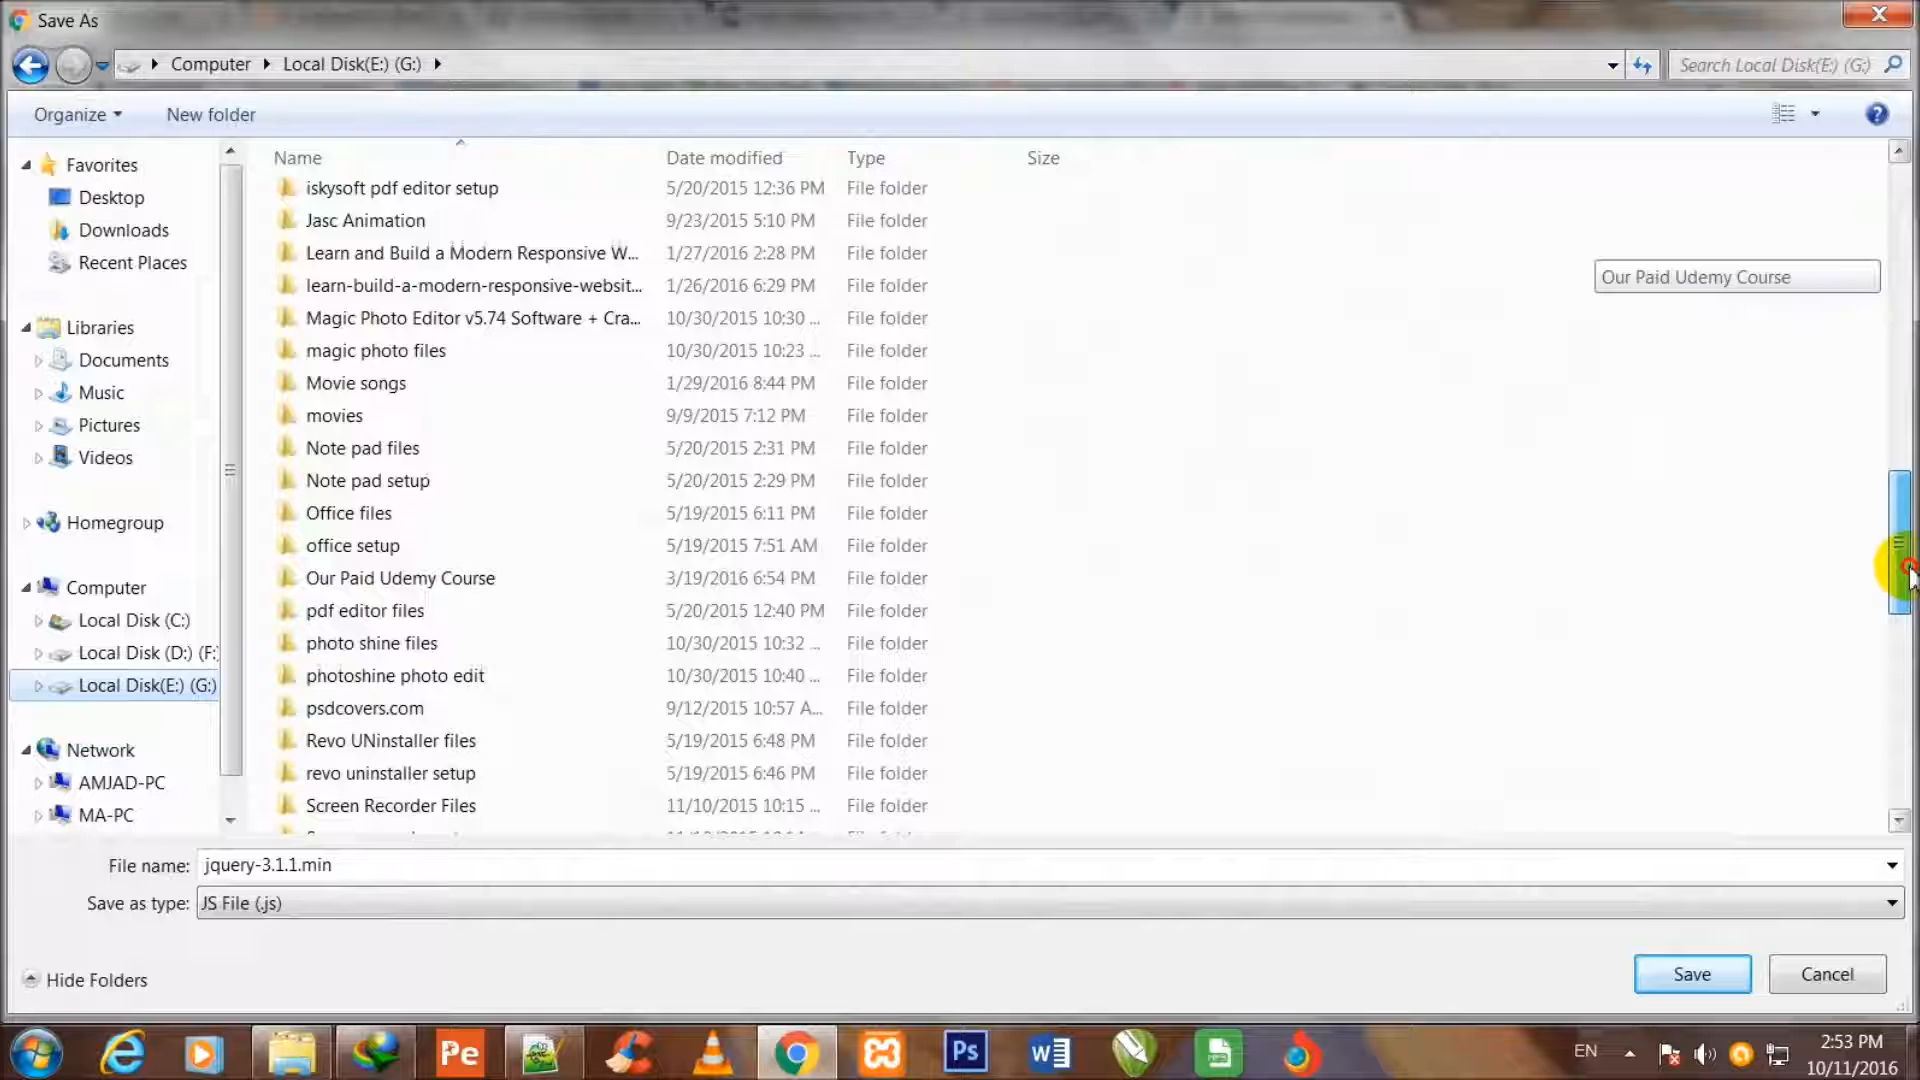 Save As
Computer
Local Disk(E:) (G:)
Search Local Disk(E:) (G:)
Organize
New folder
Name
Date modified
Type
Size
Favorites
Desktop
Downloads
Recent Places
Libraries
Documents
Music
Pictures
Videos
Homegroup
Computer
Local Disk (C:)
Local Disk (D:) (F:
Local Disk(E:) (G:)
Network
AMJAD-PC
MA-PC
iskysoft pdf editor setup 5/20/2015 12:36 PM File folder
Jasc Animation 9/23/2015 5:10 PM File folder
Learn and Build a Modern Responsive W... 1/27/2016 2:28 PM File folder
learn-build-a-modern-responsive-websit... 1/26/2016 6:29 PM File folder
Magic Photo Editor v5.74 Software + Cra... 10/30/2015 10:30 ... File folder
magic photo files 10/30/2015 10:23 ... File folder
Movie songs 1/29/2016 8:44 PM File folder
movies 9/9/2015 7:12 PM File folder
Note pad files 5/20/2015 2:31 PM File folder
Note pad setup 5/20/2015 2:29 PM File folder
Office files 5/19/2015 6:11 PM File folder
office setup 5/19/2015 7:51 AM File folder
Our Paid Udemy Course 3/19/2016 6:54 PM File folder
pdf editor files 5/20/2015 12:40 PM File folder
photo shine files 10/30/2015 10:32 ... File folder
photoshine photo edit 10/30/2015 10:40 ... File folder
psdcovers.com 9/12/2015 10:57 A... File folder
Revo UNinstaller files 5/19/2015 6:48 PM File folder
revo uninstaller setup 5/19/2015 6:46 PM File folder
Screen Recorder Files 11/10/2015 10:15 ... File folder
Our Paid Udemy Course
File name: jquery-3.1.1.min
Save as type: JS File (.js)
Hide Folders
Save
Cancel
Pe
Ps
W
EN
2:53 PM
10/11/2016